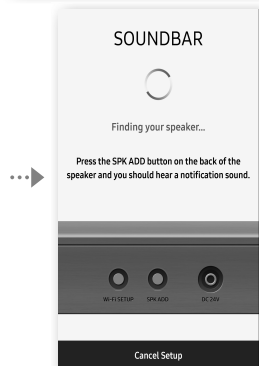 SOUNDBAR
Finding your speaker...
Press the SPK ADD button on the back of the
speaker and you should hear a notification sound.
Wi-Fi SETUP SPK ADD DC 24V
Cancel Setup